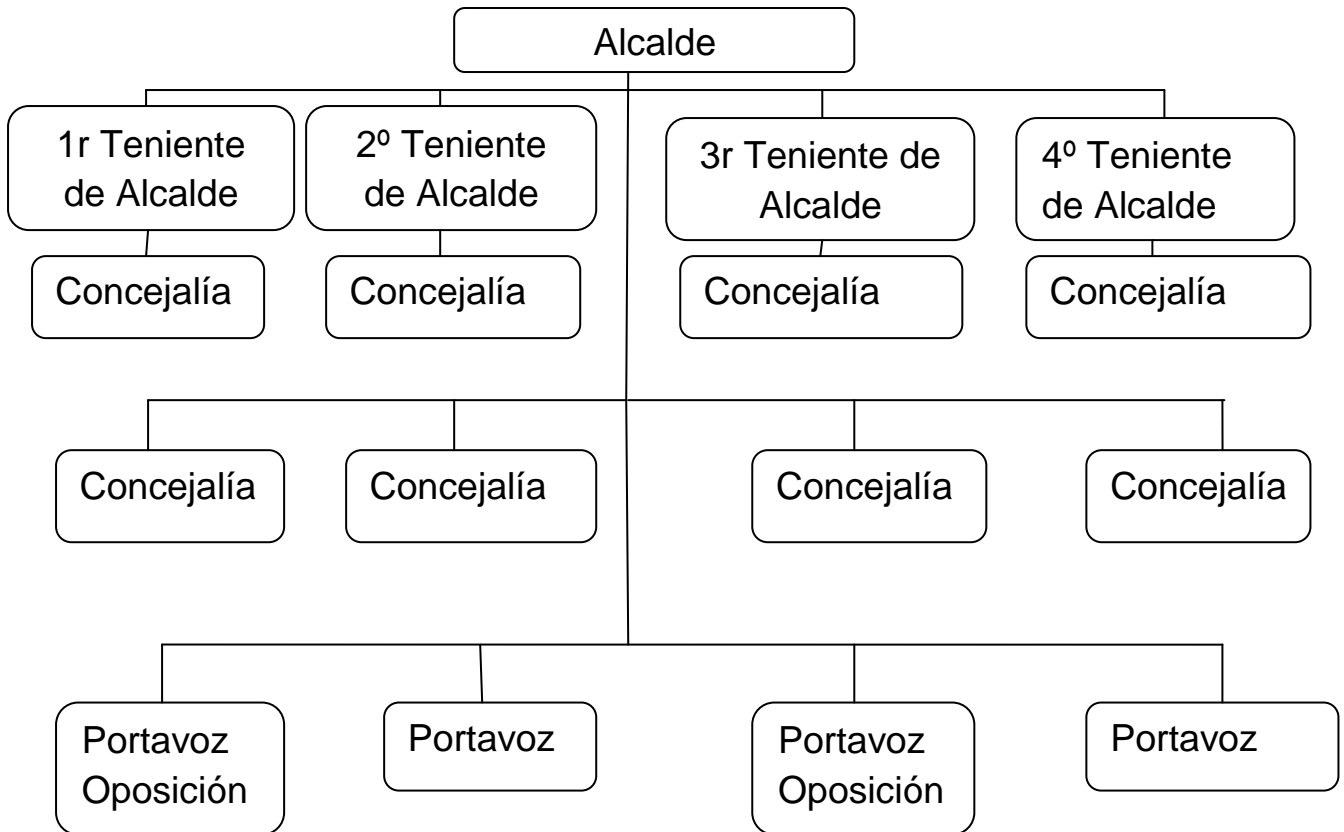 Alcalde
1r Teniente
de Alcalde
2º Teniente
de Alcalde
3r Teniente de
Alcalde
4º Teniente
de Alcalde
Concejalía
Concejalía
Concejalía
Concejalía
Concejalía
Concejalía
Concejalía
Concejalía
Portavoz
Oposición
Portavoz
Portavoz
Oposición
Portavoz